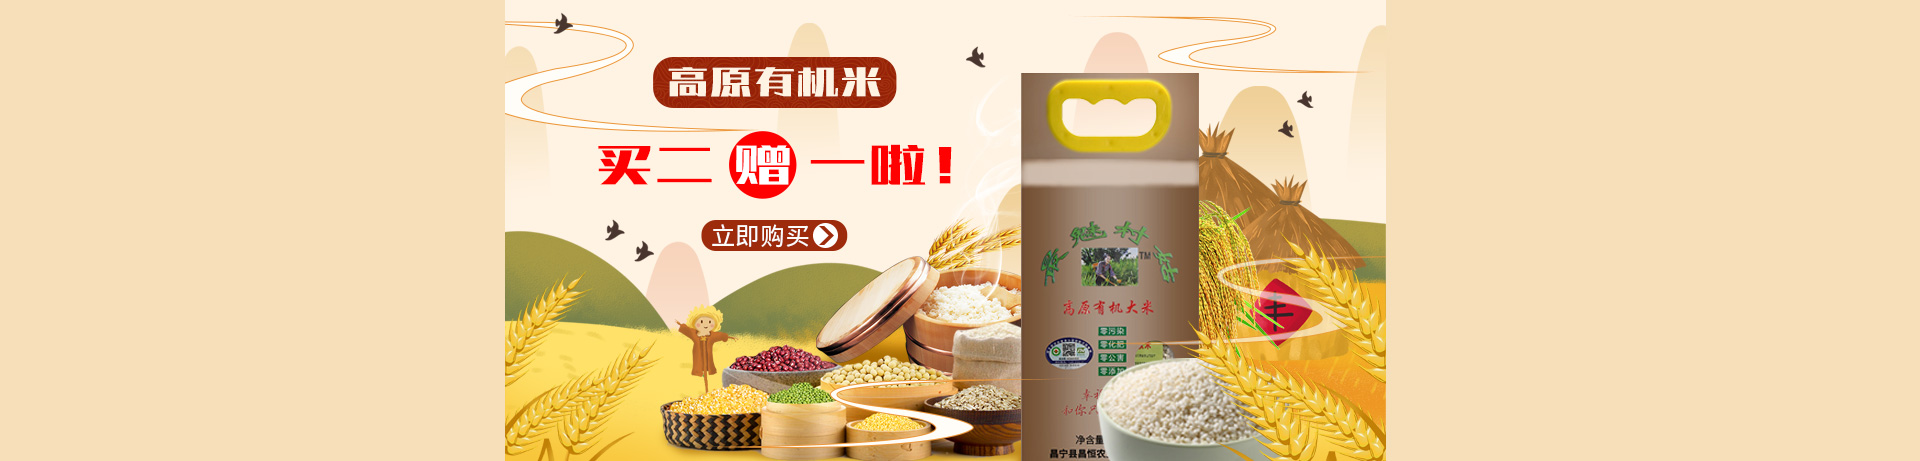 高原有机米
买二赠一啦！
立即购买
TM
高原有机大米
零污染
零化肥
零公害
零添加
净含量
昌宁县昌恒农
丰